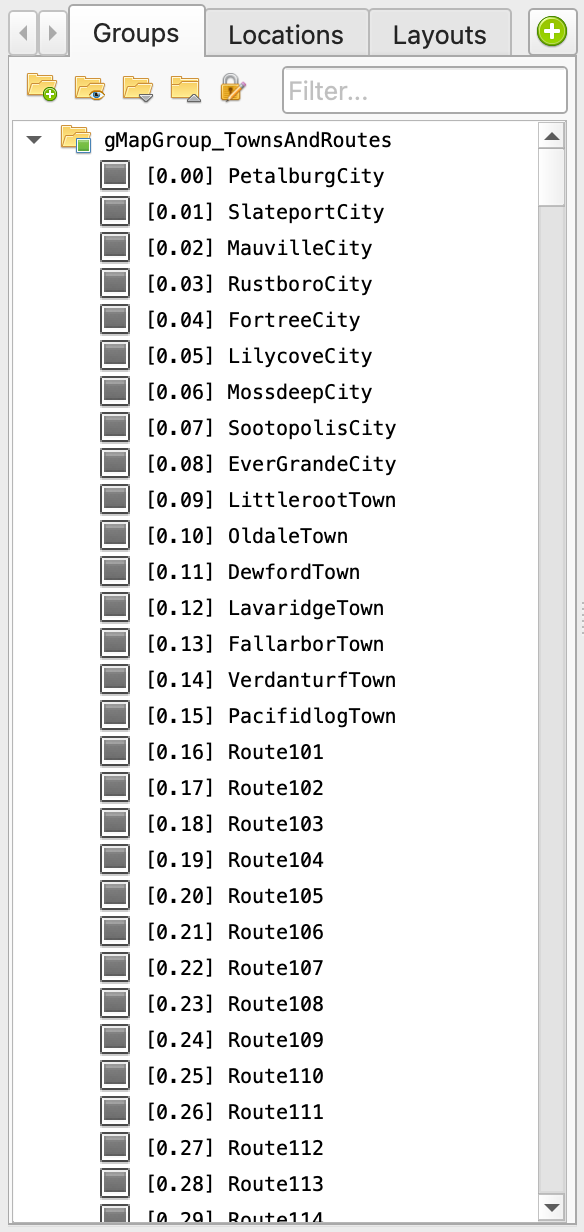 Groups
Locations
Layouts
Filter...
gMapGroup_TownsAndRoutes
[0.00] PetalburgCity
[0.01] SlateportCity
[0.02] MauvilleCity
[0.03] RustboroCity
[0.04] FortreeCity
[0.05] LilycoveCity
[0.06] MossdeepCity
[0.07] SootopolisCity
[0.08] EverGrandeCity
[0.09] LittlerootTown
[0.10] OldaleTown
[0.11] DewfordTown
[0.12] LavaridgeTown
[0.13] FallarborTown
[0.14] VerdanturfTown
[0.15] PacifidlogTown
[0.16] Route101
[0.17] Route102
[0.18] Route103
[0.19] Route104
[0.20] Route105
[0.21] Route106
[0.22] Route107
[0.23] Route108
[0.24] Route109
[0.25] Route110
[0.26] Route111
[0.27] Route112
[0.28] Route113
[0.29] Route114